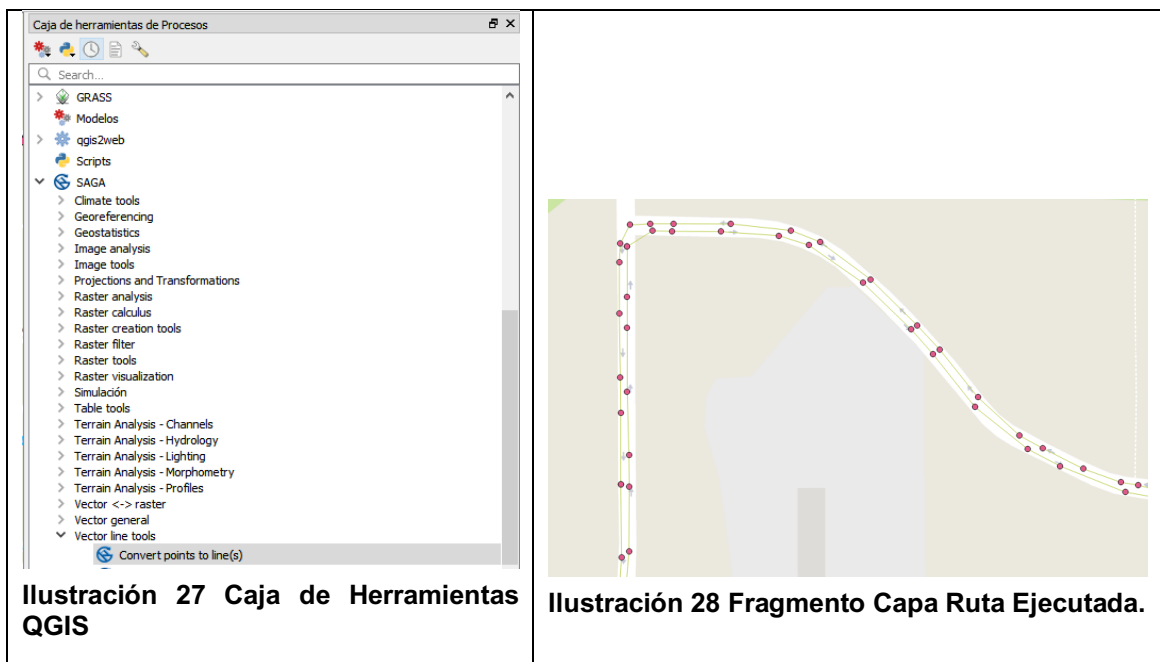 Caja de herramientas de Procesos
Search...
GRASS
Modelos
qgis2web
Scripts
SAGA
Climate tools
Georeferencing
Geostatistics
Image analysis
Image tools
Projections and Transformations
Raster analysis
Raster calculus
Raster creation tools
Raster filter
Raster tools
Raster visualization
Simulación
Table tools
Terrain Analysis - Channels
Terrain Analysis - Hydrology
Terrain Analysis - Lighting
Terrain Analysis - Morphometry
Terrain Analysis - Profiles
Vector <-> raster
Vector general
Vector line tools
Convert points to line(s)
Ilustración 27 Caja de Herramientas
QGIS
Ilustración 28 Fragmento Capa Ruta Ejecutada.